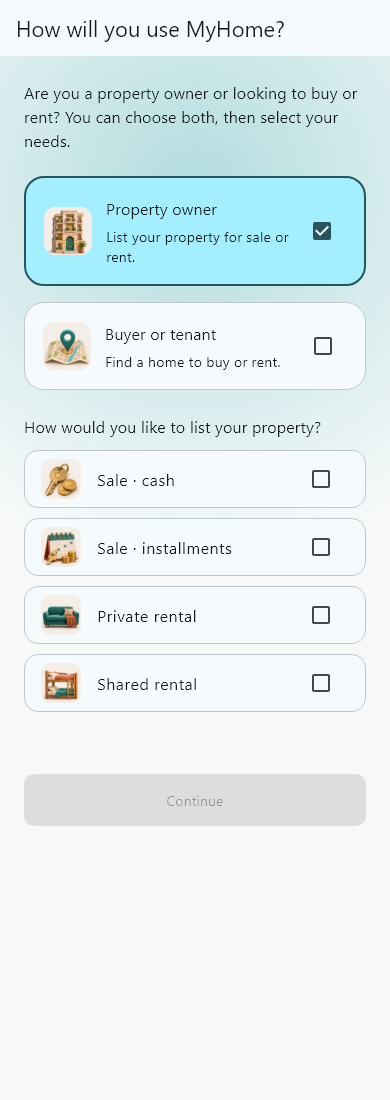 How will you use MyHome?
Are you a property owner or looking to buy or
rent? You can choose both, then select your
needs.
Property owner
List your property for sale or
rent.
Buyer or tenant
Find a home to buy or rent.
How would you like to list your property?
Sale · cash
Sale · installments
Private rental
Shared rental
Continue